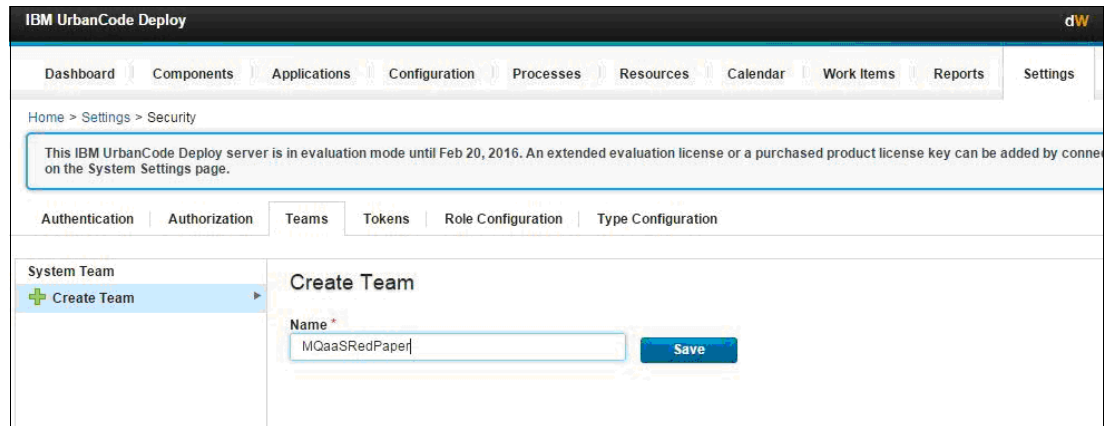 IBM UrbanCode Deploy dW
Dashboard Components Applications Configuration Processes Resources Calendar Work Items Reports Settings
Home > Settings > Security
This IBM UrbanCode Deploy server is in evaluation mode until Feb 20, 2016. An extended evaluation license or a purchased product license key can be added by conne
on the System Settings page.
Authentication Authorization Teams Tokens Role Configuration Type Configuration
System Team
Create Team
Create Team
Name *
MQaaSRedPaper
Save